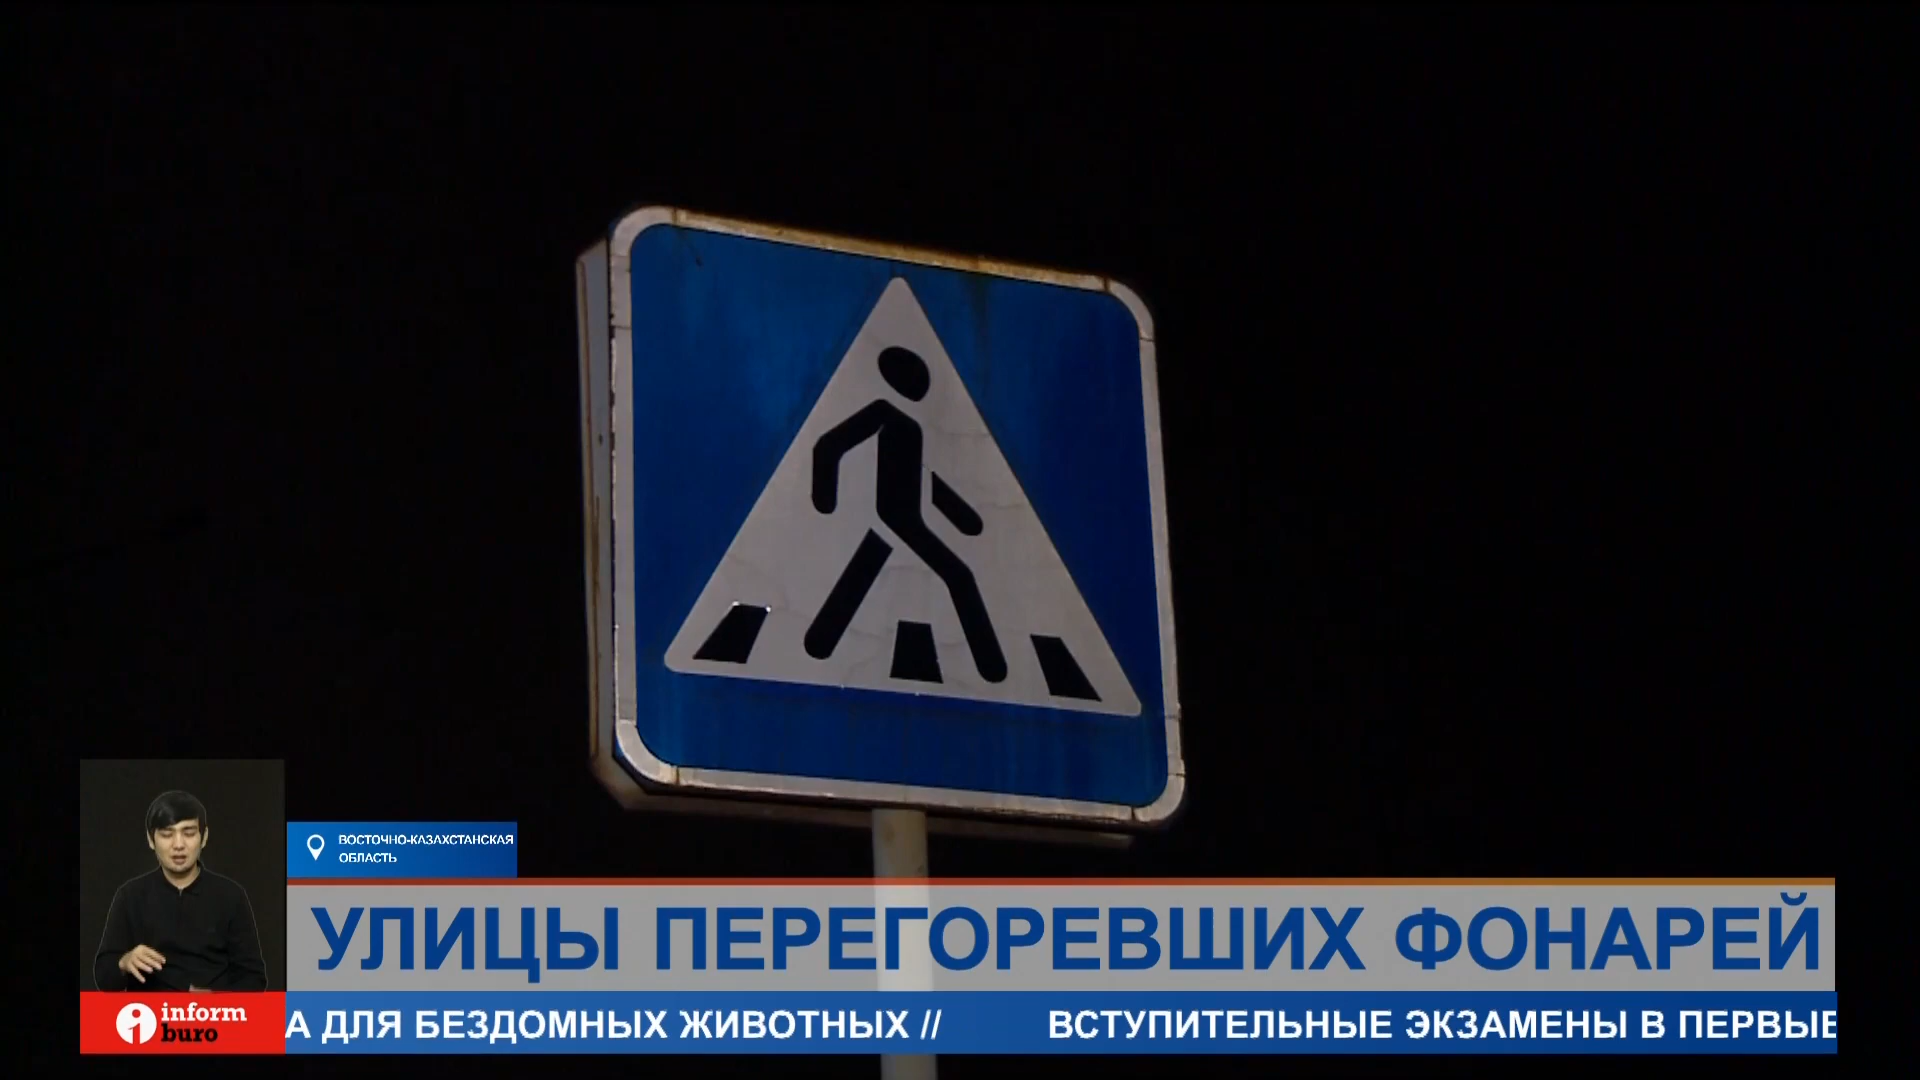 ВОСТОЧНО-КАЗАХСТАНСКАЯ
ОБЛАСТЬ
УЛИЦЫ ПЕРЕГОРЕВШИХ ФОНАРЕЙ
inform
buro
А ДЛЯ БЕЗДОМНЫХ ЖИВОТНЫХ // ВСТУПИТЕЛЬНЫЕ ЭКЗАМЕНЫ В ПЕРВЫЕ